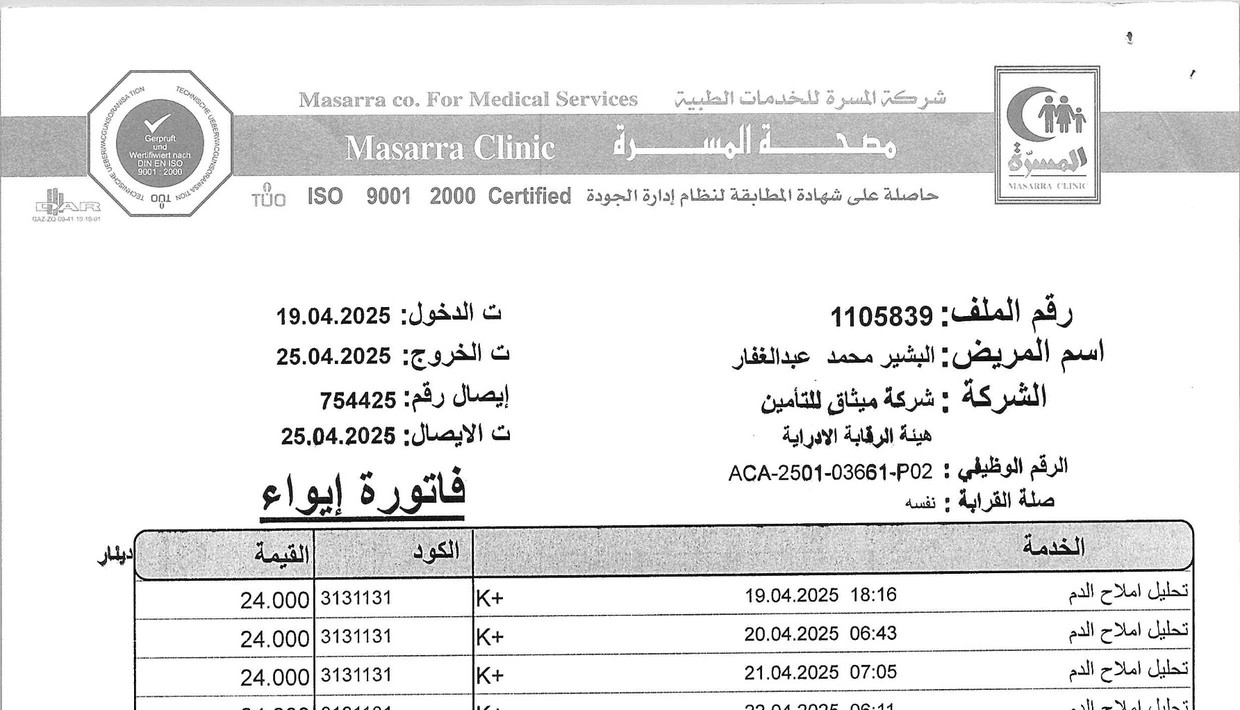 Masarra co. For Medical Services شركة المسرة للخدمات الطبية
Masarra Clinic مصحة المسرة
TÜO ISO 9001 2000 Certified حاصلة على شهادة المطابقة لنظام إدارة الجودة
Gerpruft
und
Wertifiwiert nach
DIN EN ISO
9001 : 2000
المسرّة
MASARRA CLINIC
رقم الملف: 1105839 ت الدخول: 19.04.2025
اسم المريض: البشير محمد عبدالغفار ت الخروج: 25.04.2025
الشركة : شركة ميثاق للتأمين إيصال رقم: 754425
هيئة الرقابة الادراية ت الايصال: 25.04.2025
الرقم الوظيفي : ACA-2501-03661-P02
صلة القرابة : نفسه
فاتورة إيواء
الخدمة الكود القيمة دينار
تحليل املاح الدم 19.04.2025 18:16 K+ 3131131 24.000
تحليل املاح الدم 20.04.2025 06:43 K+ 3131131 24.000
تحليل املاح الدم 21.04.2025 07:05 K+ 3131131 24.000